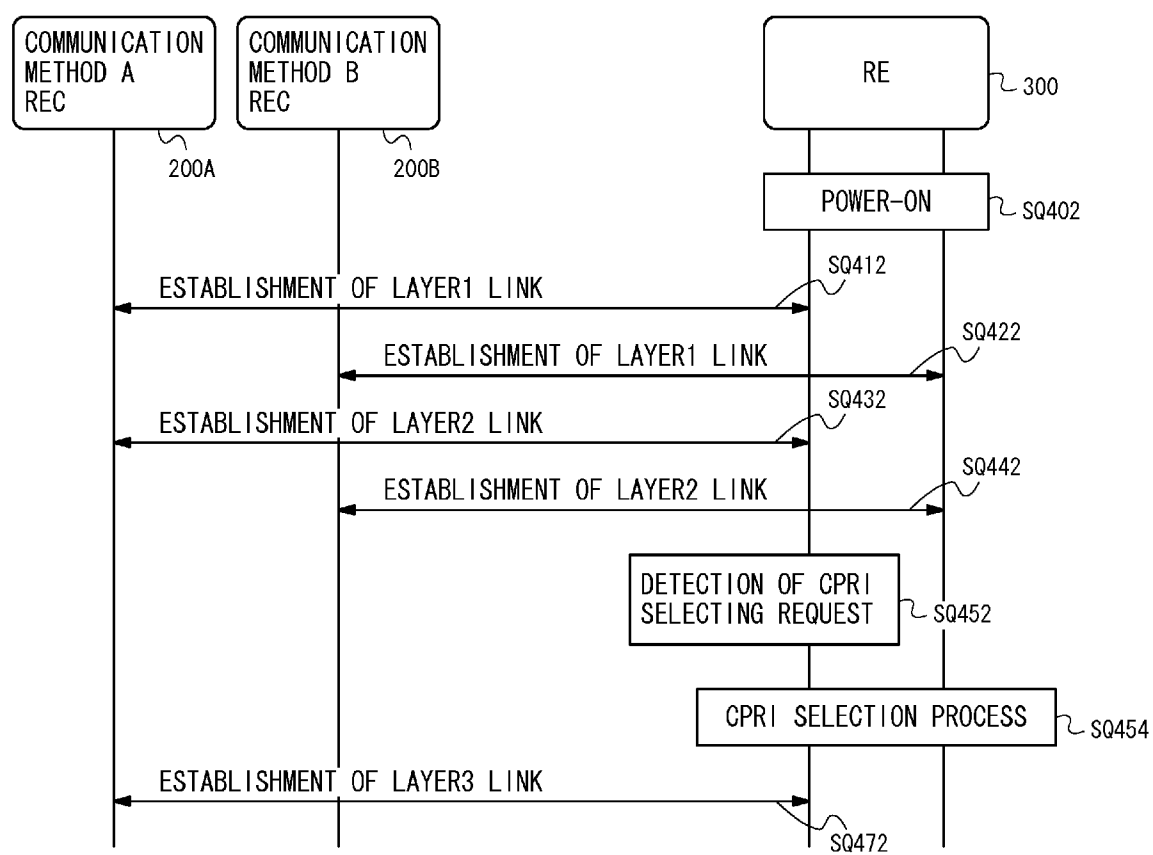 COMMUNICATION
METHOD A
REC
COMMUNICATION
METHOD B
REC
RE
300
200A
200B
POWER-ON
SQ402
SQ412
ESTABLISHMENT OF LAYER1 LINK
SQ422
ESTABLISHMENT OF LAYER1 LINK
SQ432
ESTABLISHMENT OF LAYER2 LINK
SQ442
ESTABLISHMENT OF LAYER2 LINK
DETECTION OF CPRI
SELECTING REQUEST
SQ452
CPRI SELECTION PROCESS
SQ454
ESTABLISHMENT OF LAYER3 LINK
SQ472